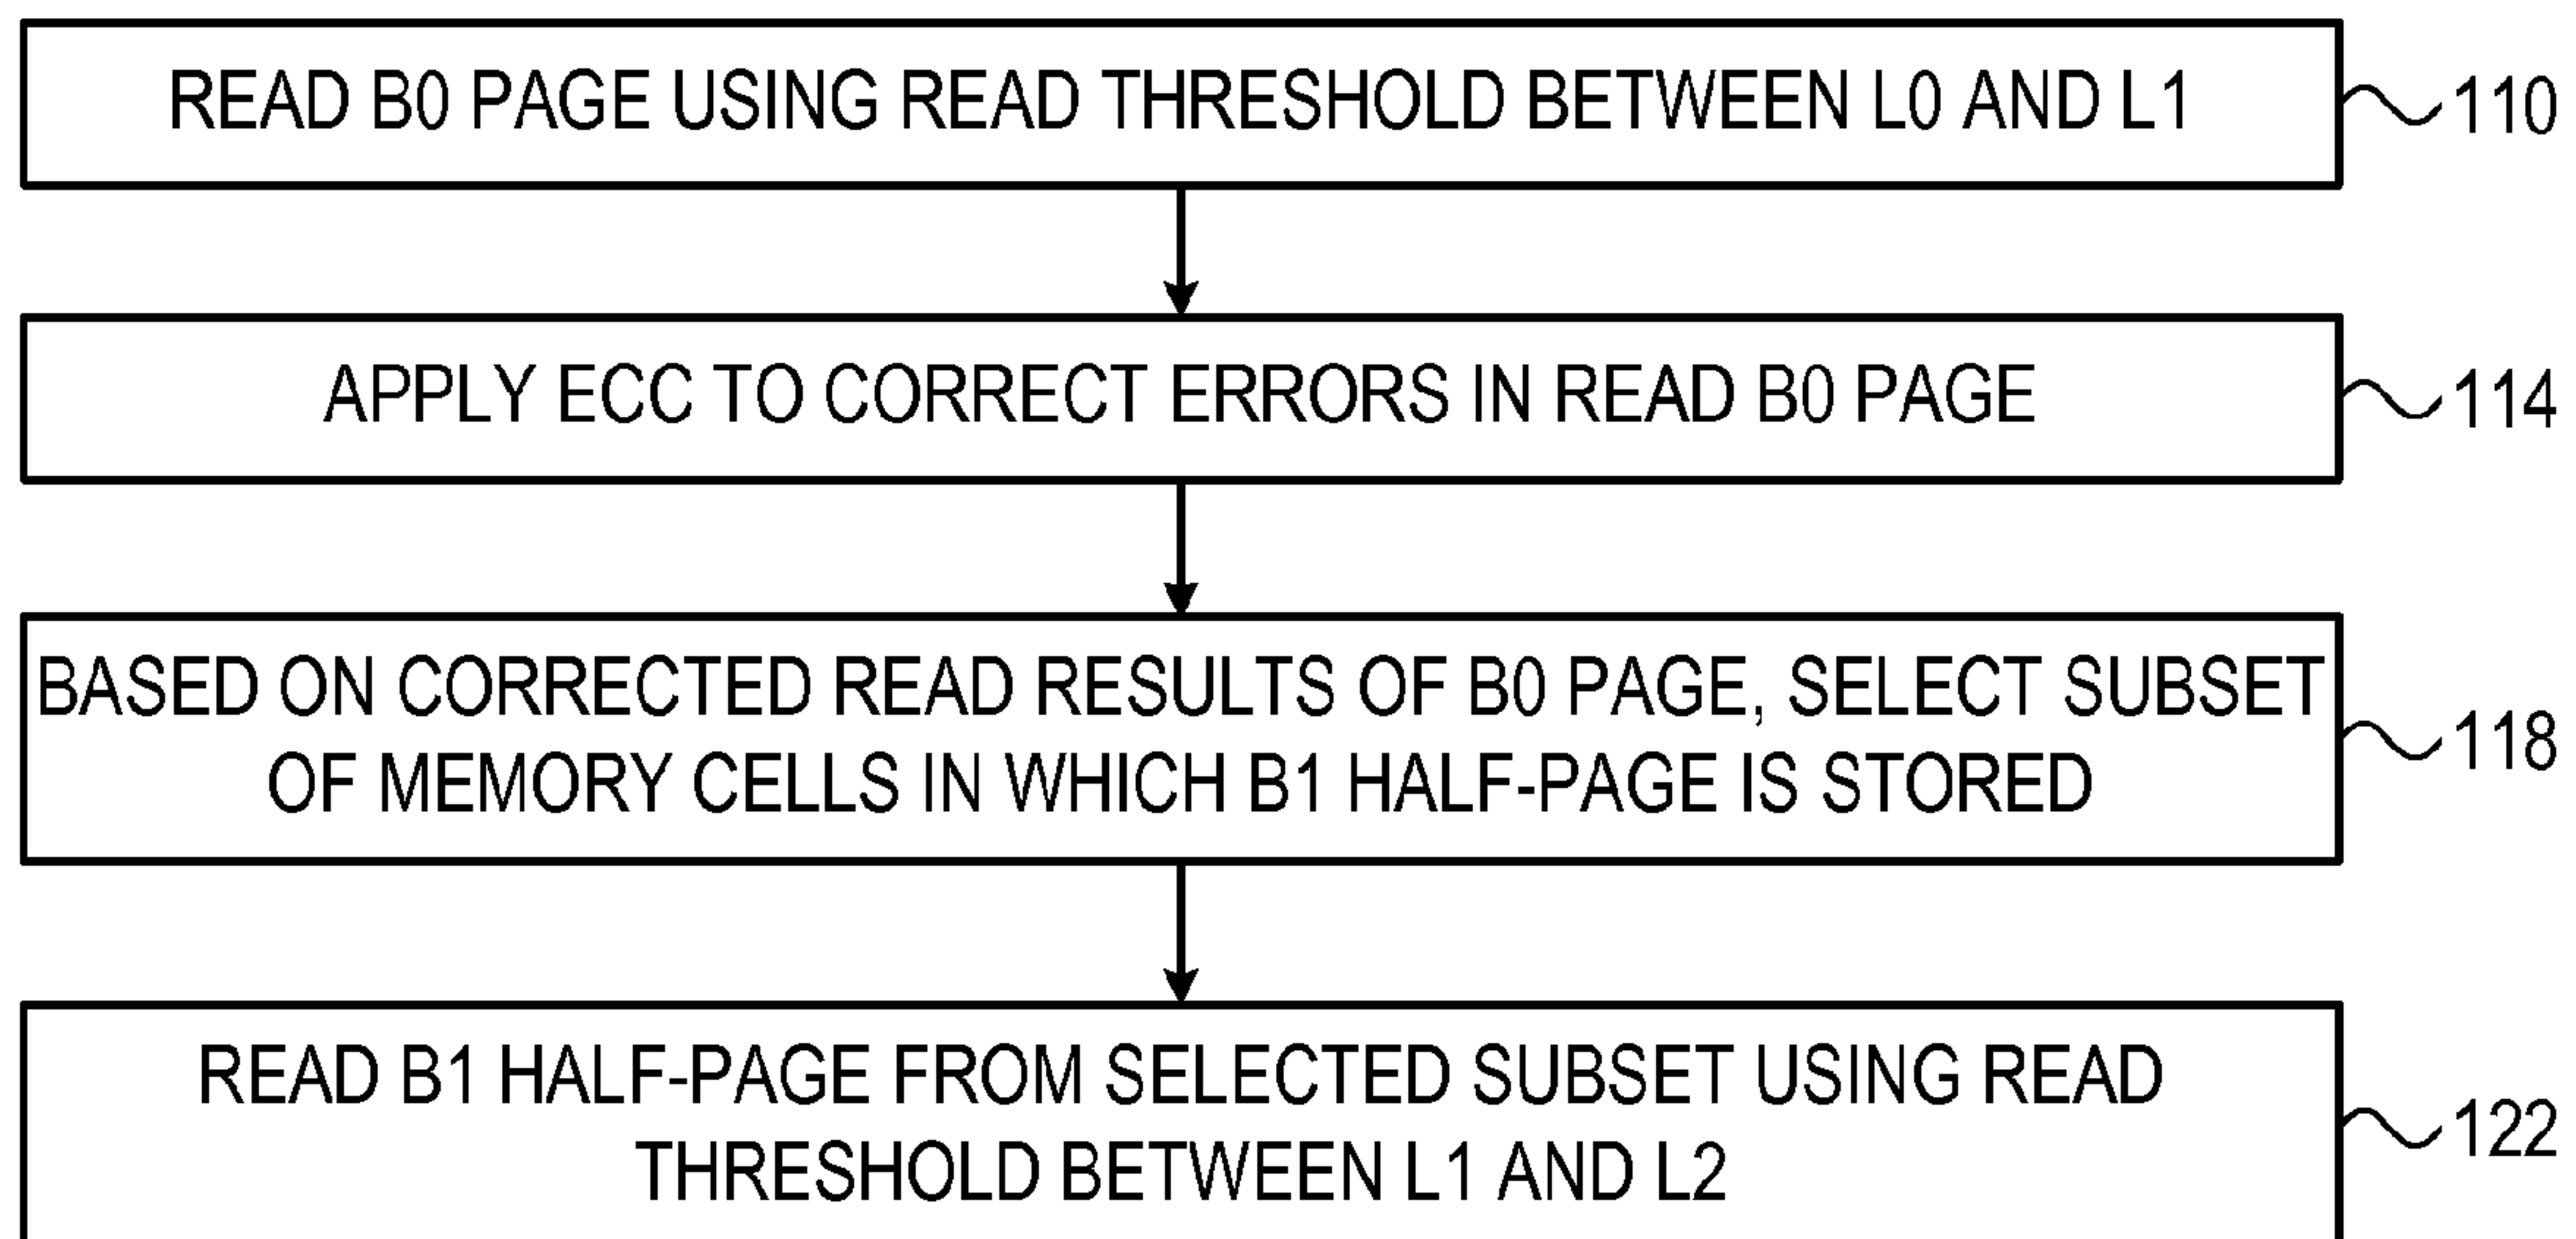 READ B0 PAGE USING READ THRESHOLD BETWEEN L0 AND L1
110
APPLY ECC TO CORRECT ERRORS IN READ B0 PAGE
114
BASED ON CORRECTED READ RESULTS OF B0 PAGE, SELECT SUBSET
OF MEMORY CELLS IN WHICH B1 HALF-PAGE IS STORED
118
READ B1 HALF-PAGE FROM SELECTED SUBSET USING READ
THRESHOLD BETWEEN L1 AND L2
122